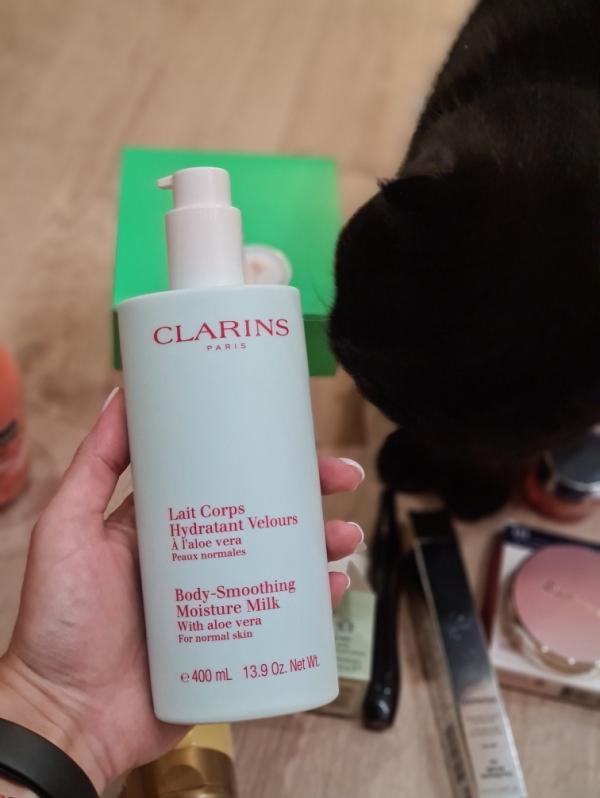 CLARINS
PARIS
Lait Corps
Hydratant Velours
À l'aloe vera
Peaux normales
Body-Smoothing
Moisture Milk
With aloe vera
For normal skin
℮ 400 mL 13.9 Oz. Net Wt.